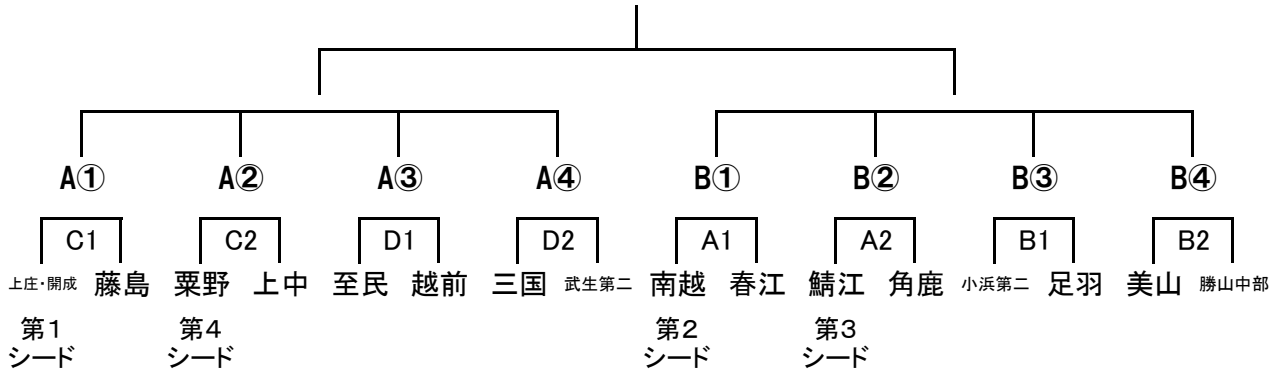 A① A② A③ A④ B① B② B③ B④
C1 C2 D1 D2 A1 A2 B1 B2
上庄・開成 藤島 粟野 上中 至民 越前 三国 武生第二 南越 春江 鯖江 角鹿 小浜第二 足羽 美山 勝山中部
第1 第4 第2 第3
シード シード シード シード